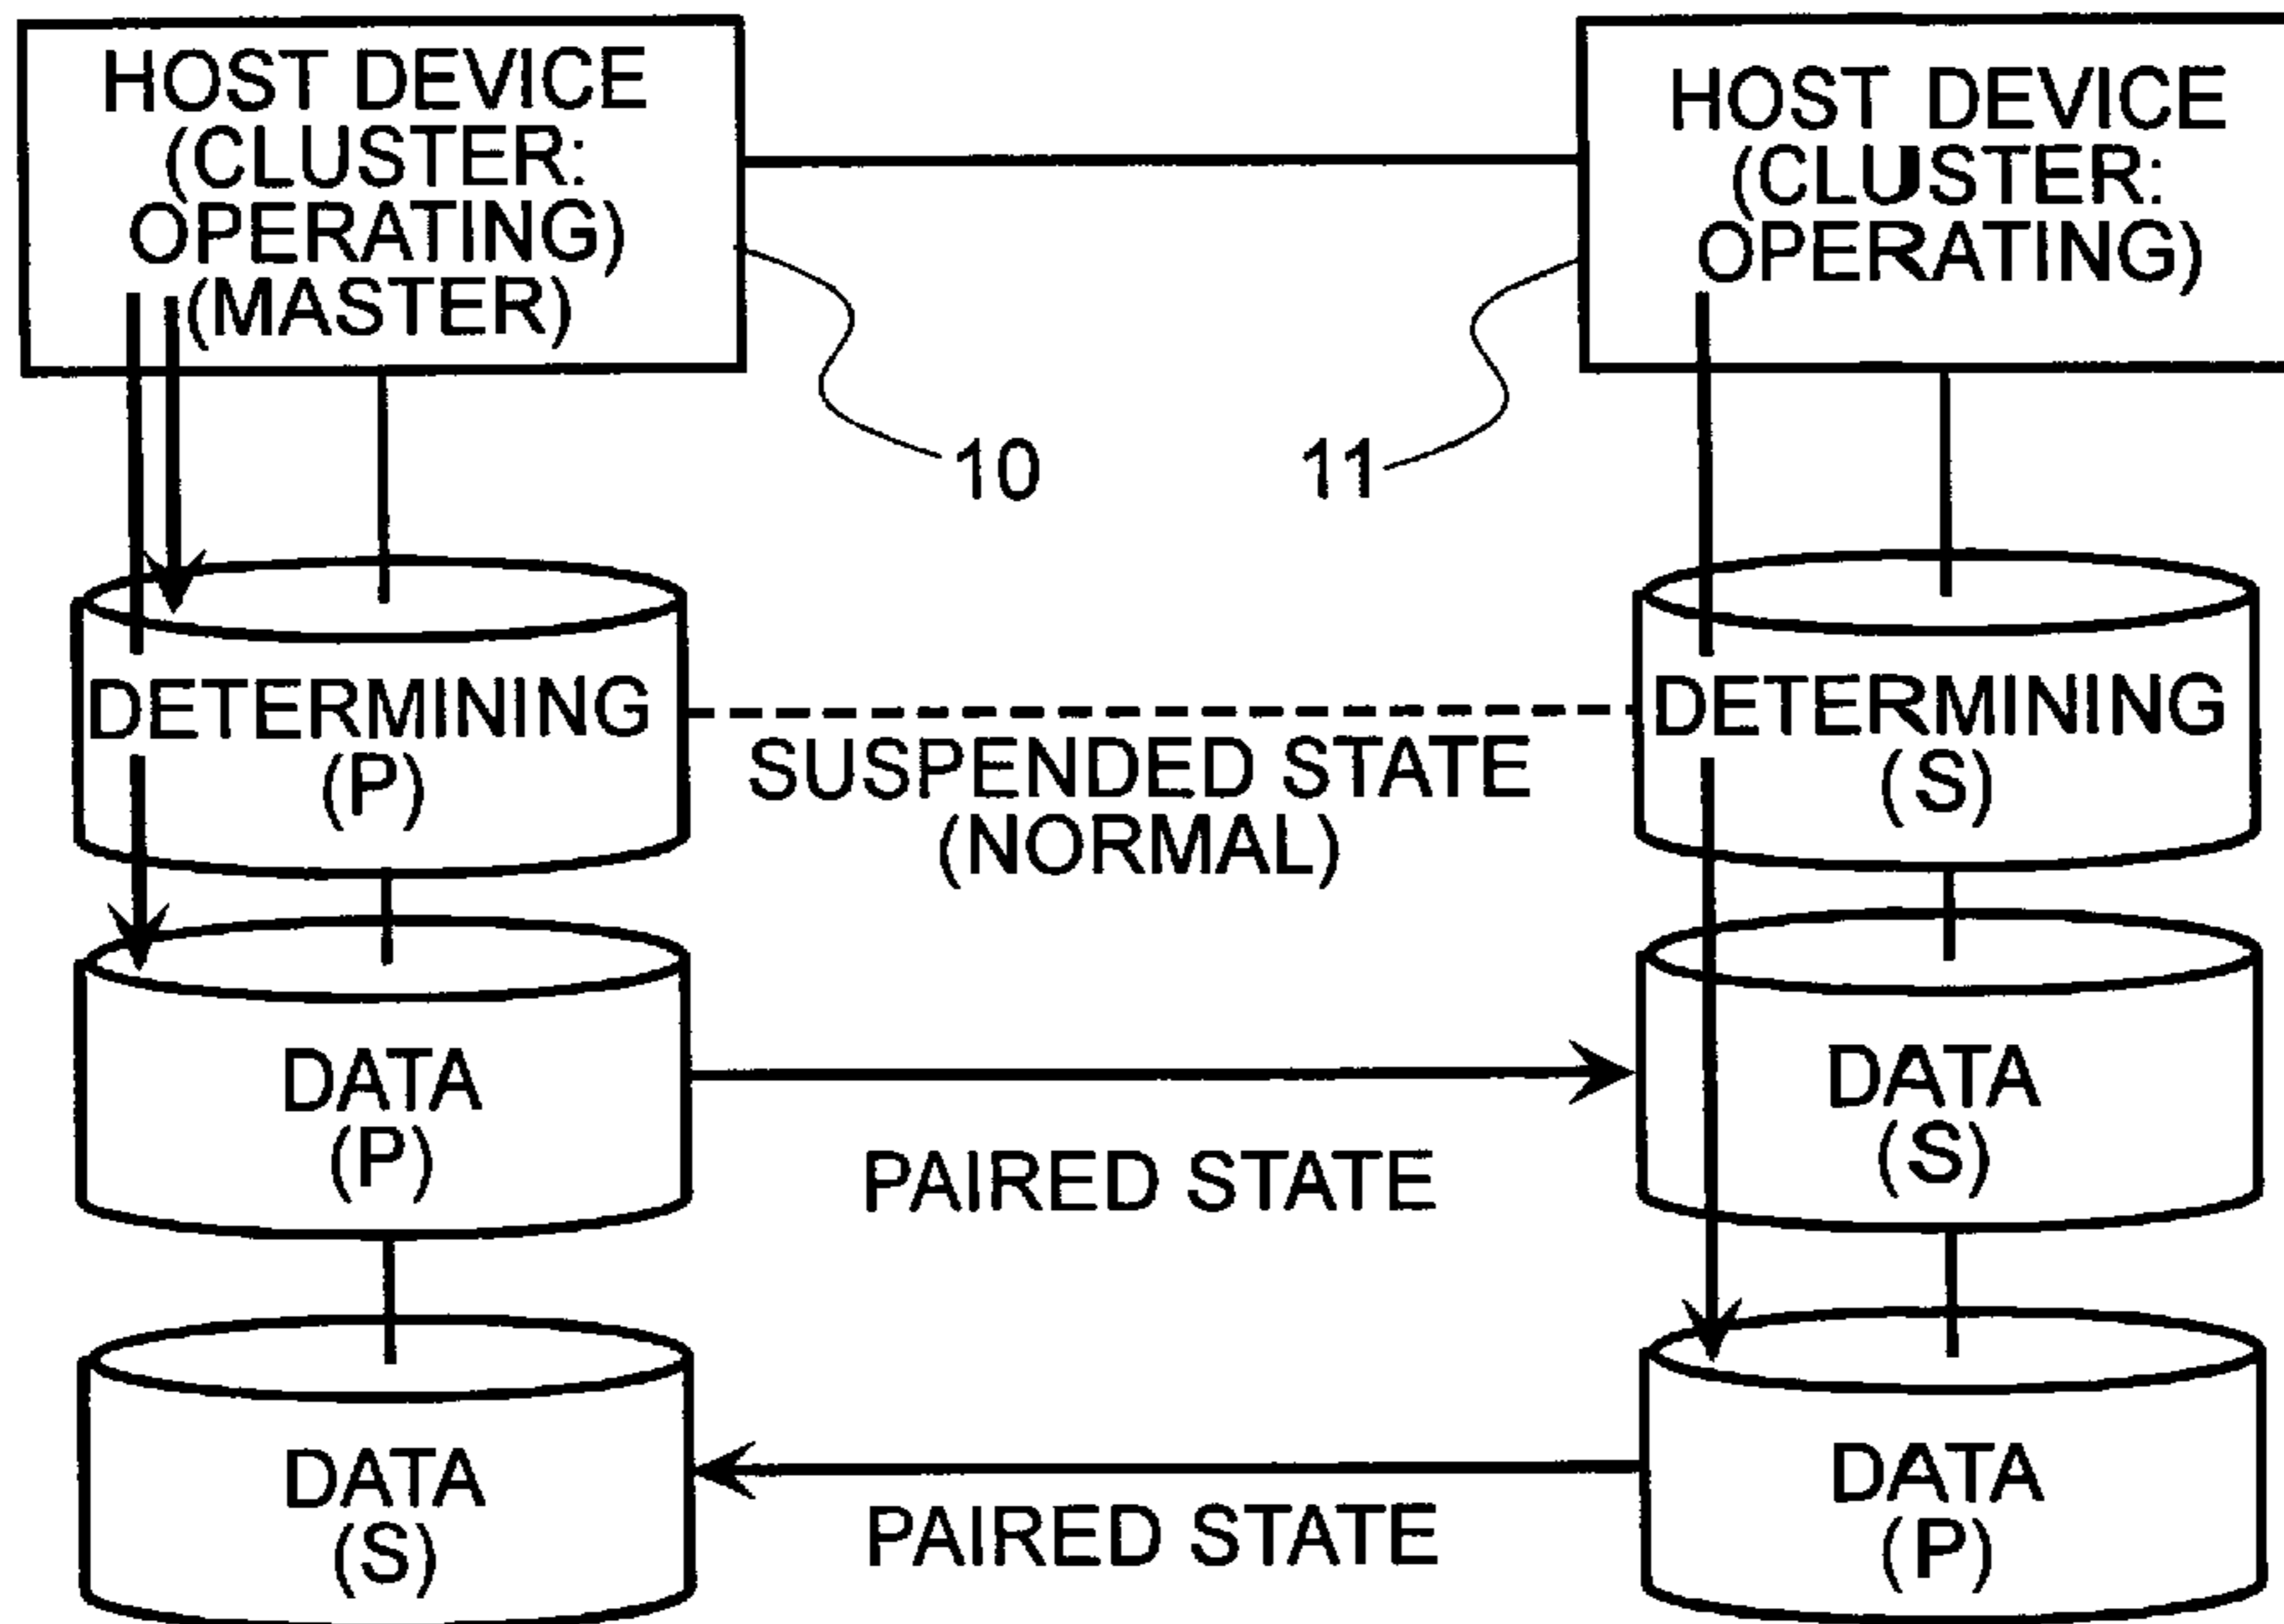 HOST DEVICE
(CLUSTER:
OPERATING)
(MASTER)
HOST DEVICE
(CLUSTER:
OPERATING)
10
11
DETERMINING
(P)
SUSPENDED STATE
(NORMAL)
DETERMINING
(S)
DATA
(P)
PAIRED STATE
DATA
(S)
DATA
(S)
PAIRED STATE
DATA
(P)